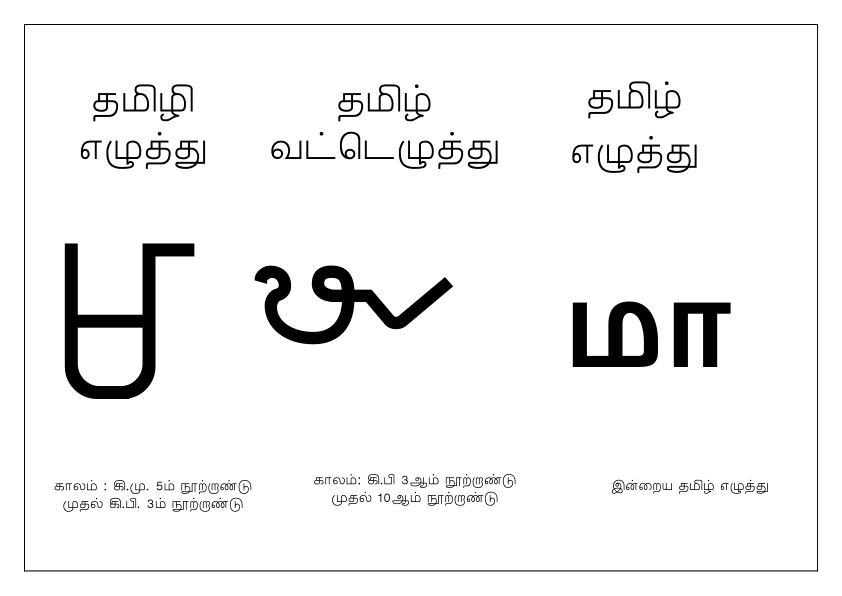 தமிழி
எழுத்து
தமிழ்
வட்டெழுத்து
தமிழ்
எழுத்து
மா
காலம் : கி.மு. 5ம் நூற்றாண்டு
முதல் கி.பி. 3ம் நூற்றாண்டு
காலம்: கி.பி 3ஆம் நூற்றாண்டு
முதல் 10ஆம் நூற்றாண்டு
இன்றைய தமிழ் எழுத்து